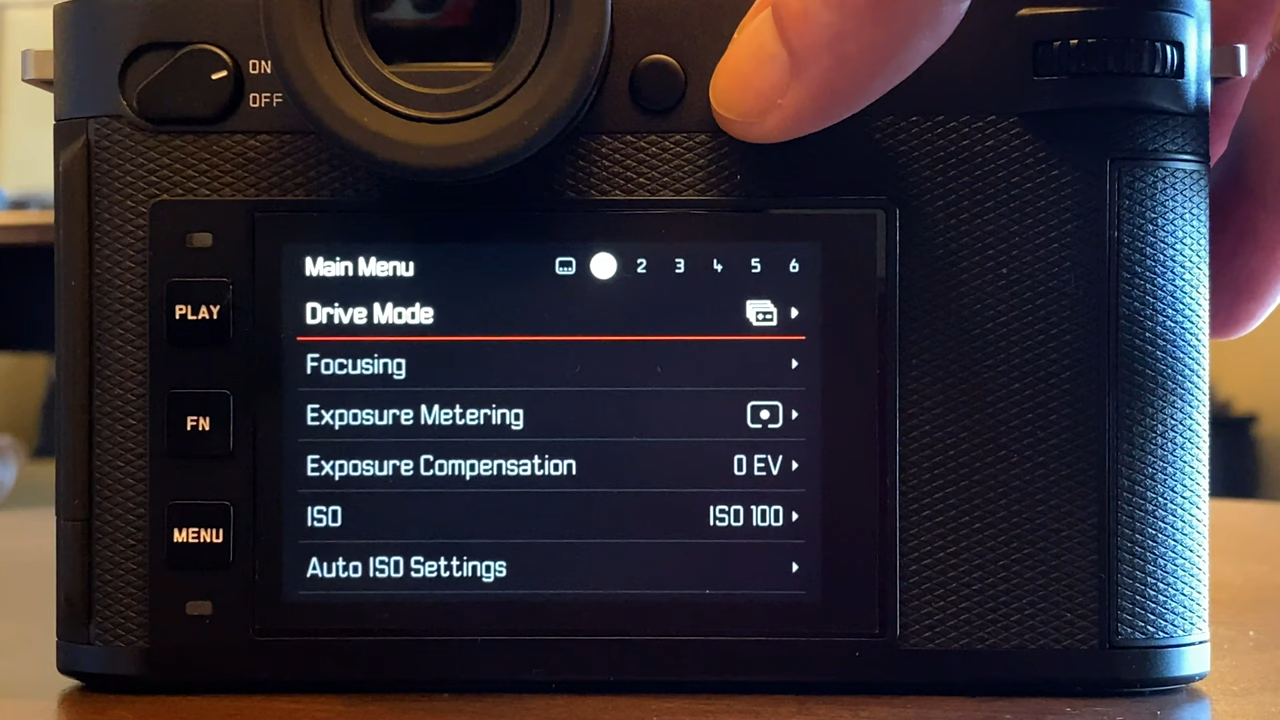 ON
OFF
Main Menu 2 3 4 5 6
Drive Mode
PLAY
Focusing
Exposure Metering
FN
Exposure Compensation 0 EV
ISO ISO 100
MENU
Auto ISO Settings